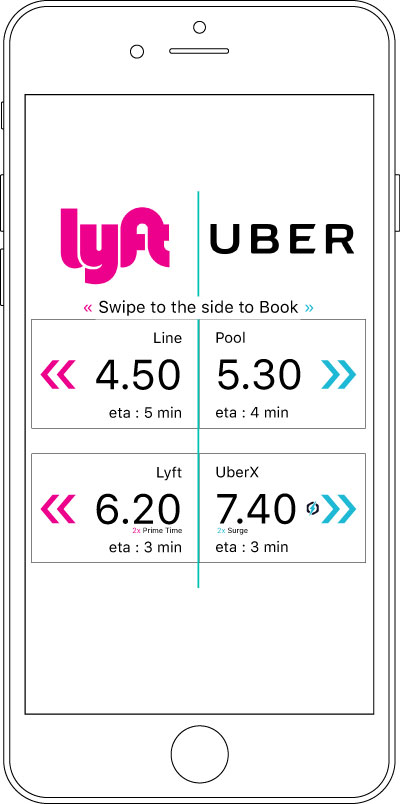 lyft UBER
« Swipe to the side to Book »
Line Pool
4.50 5.30
eta : 5 min eta : 4 min
Lyft UberX
6.20 7.40
2x Prime Time 2x Surge
eta : 3 min eta : 3 min